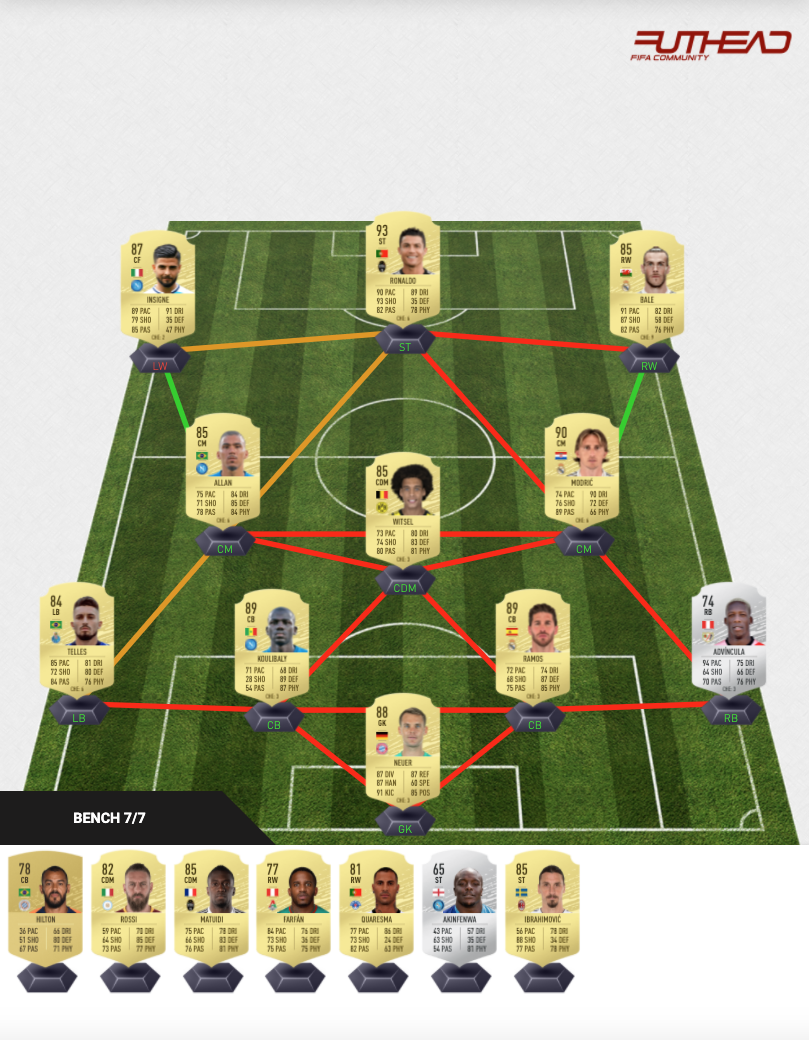 FUTHEAD
FIFA COMMUNITY
93
ST
RONALDO
90 PAC 89 DRI
93 SHO 35 DEF
82 PAS 78 PHY
ST
87
CF
INSIGNE
89 PAC 91 DRI
79 SHO 35 DEF
85 PAS 47 PHY
LW
85
RW
BALE
91 PAC 82 DRI
87 SHO 58 DEF
82 PAS 76 PHY
RW
85
CM
ALLAN
75 PAC 84 DRI
71 SHO 85 DEF
78 PAS 84 PHY
CM
85
CDM
WITSEL
73 PAC 80 DRI
74 SHO 83 DEF
80 PAS 81 PHY
CDM
90
CM
MODRIĆ
74 PAC 90 DRI
76 SHO 72 DEF
89 PAS 66 PHY
CM
84
LB
TELLES
85 PAC 81 DRI
72 SHO 80 DEF
84 PAS 76 PHY
LB
89
CB
KOULIBALY
71 PAC 68 DRI
28 SHO 89 DEF
54 PAS 87 PHY
CB
89
CB
RAMOS
72 PAC 74 DRI
68 SHO 87 DEF
75 PAS 85 PHY
CB
74
RB
ADVÍNCULA
94 PAC 75 DRI
64 SHO 66 DEF
70 PAS 76 PHY
RB
88
GK
NEUER
87 DIV 87 REF
87 HAN 60 SPE
91 KIC 85 POS
GK
BENCH 7/7
78
CB
HILTON
36 PAC 66 DRI
51 SHO 80 DEF
67 PAS 71 PHY
82
CDM
ROSSI
59 PAC 70 DRI
64 SHO 85 DEF
73 PAS 77 PHY
85
CDM
MATUIDI
75 PAC 78 DRI
66 SHO 83 DEF
76 PAS 81 PHY
77
RW
FARFÁN
84 PAC 76 DRI
73 SHO 36 DEF
75 PAS 75 PHY
81
RW
QUARESMA
77 PAC 86 DRI
73 SHO 24 DEF
82 PAS 63 PHY
65
ST
AKINFENWA
43 PAC 57 DRI
63 SHO 35 DEF
54 PAS 81 PHY
85
ST
IBRAHIMOVIĆ
56 PAC 78 DRI
88 SHO 34 DEF
77 PAS 78 PHY